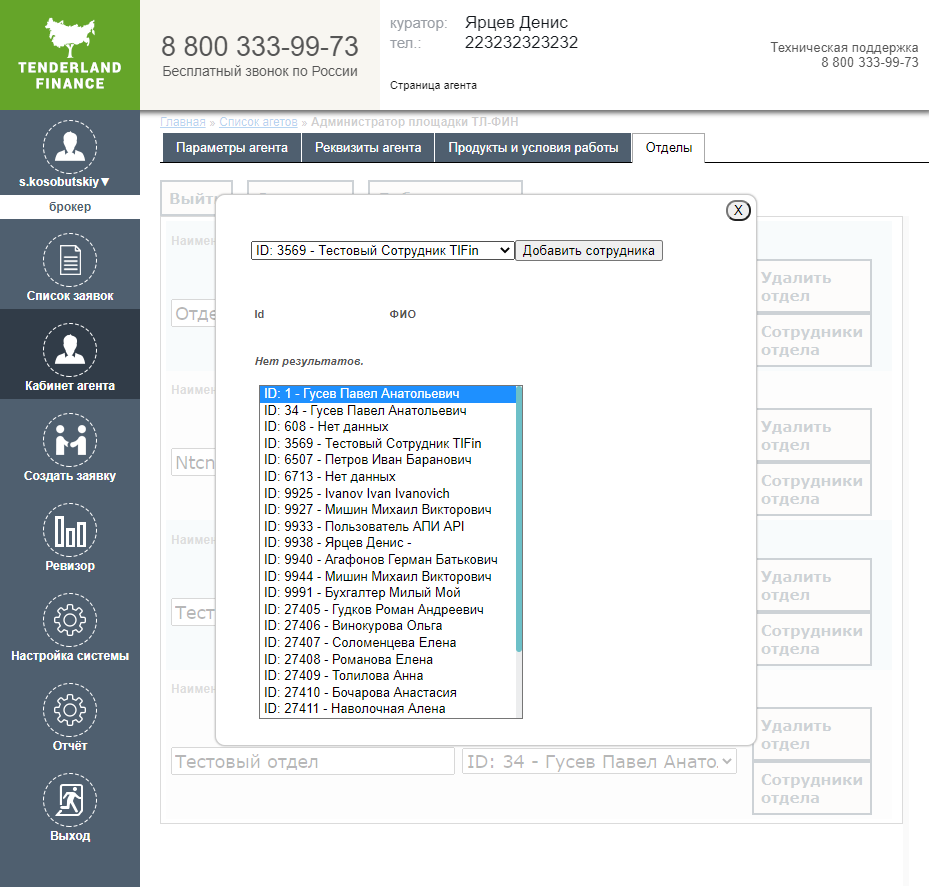 TENDERLAND
FINANCE
8 800 333-99-73
Бесплатный звонок по России
куратор: Ярцев Денис
тел.: 223232323232
Страница агента
Техническая поддержка
8 800 333-99-73
s.kosobutskiy▼
брокер
Список заявок
Кабинет агента
Создать заявку
Ревизор
Настройка системы
Отчёт
Выход
Главная » Список агетов » Администратор площадки ТЛ-ФИН
Параметры агента
Реквизиты агента
Продукты и условия работы
Отделы
X
ID: 3569 - Тестовый Сотрудник TIFin
Добавить сотрудника
Id ФИО
Нет результатов.
ID: 1 - Гусев Павел Анатольевич
ID: 34 - Гусев Павел Анатольевич
ID: 608 - Нет данных
ID: 3569 - Тестовый Сотрудник TIFin
ID: 6507 - Петров Иван Баранович
ID: 6713 - Нет данных
ID: 9925 - Ivanov Ivan Ivanovich
ID: 9927 - Мишин Михаил Викторович
ID: 9933 - Пользователь АПИ API
ID: 9938 - Ярцев Денис -
ID: 9940 - Агафонов Герман Батькович
ID: 9944 - Мишин Михаил Викторович
ID: 9991 - Бухгалтер Милый Мой
ID: 27405 - Гудков Роман Андреевич
ID: 27406 - Винокурова Ольга
ID: 27407 - Соломенцева Елена
ID: 27408 - Романова Елена
ID: 27409 - Толилова Анна
ID: 27410 - Бочарова Анастасия
ID: 27411 - Наволочная Алена
Выйт
Наимен
Отде
Удалить
отдел
Сотрудники
отдела
Наимен
Ntcn
Удалить
отдел
Сотрудники
отдела
Наимен
Тест
Удалить
отдел
Сотрудники
отдела
Наимен
Тестовый отдел
ID: 34 - Гусев Павел Анато.
Удалить
отдел
Сотрудники
отдела